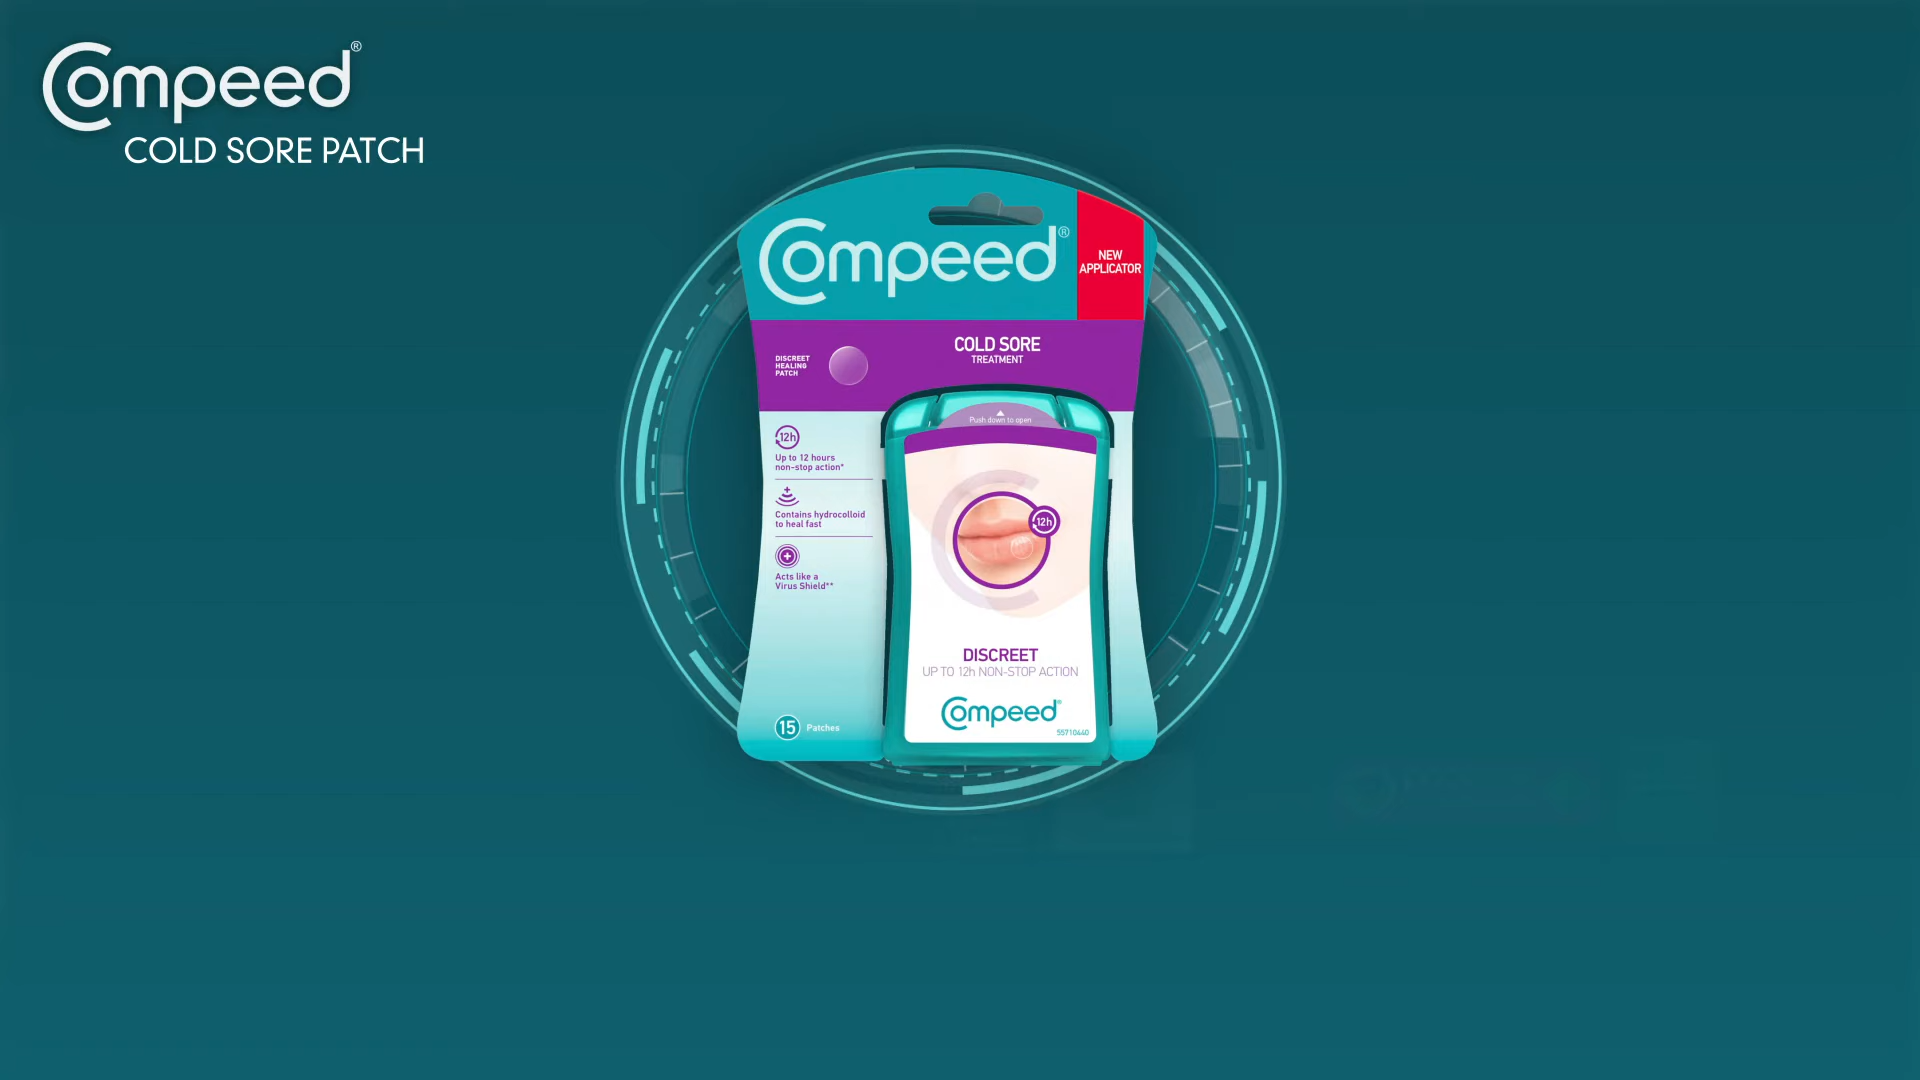 Compeed®
COLD SORE PATCH
Compeed®
NEW
APPLICATOR
DISCREET
HEALING
PATCH
COLD SORE
TREATMENT
12h
Up to 12 hours
non-stop action*
Contains hydrocolloid
to heal fast
Acts like a
Virus Shield**
15 Patches
Push down to open
12h
DISCREET
UP TO 12h NON-STOP ACTION
Compeed®
55710440